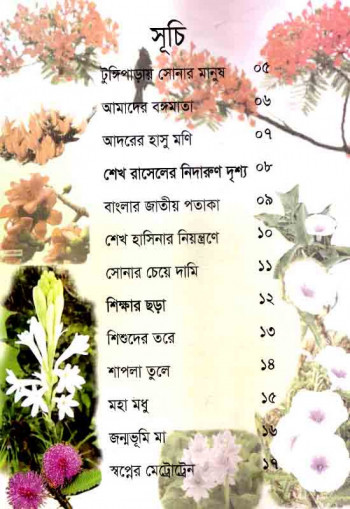 সূচি
টুঙ্গিপাড়ায় সোনার মানুষ ০৫
আমাদের বঙ্গমাতা ০৬
আদরের হাসু মণি ০৭
শেখ রাসেলের নিদারুণ দৃশ্য ০৮
বাংলার জাতীয় পতাকা ০৯
শেখ হাসিনার নিয়ন্ত্রণে ১০
সোনার চেয়ে দামি ১১
শিক্ষার ছড়া ১২
শিশুদের তরে ১৩
শাপলা তুলে ১৪
মহা মধু ১৫
জন্মভূমি মা ১৬
স্বপ্নের মেট্রোট্রেন ১৭